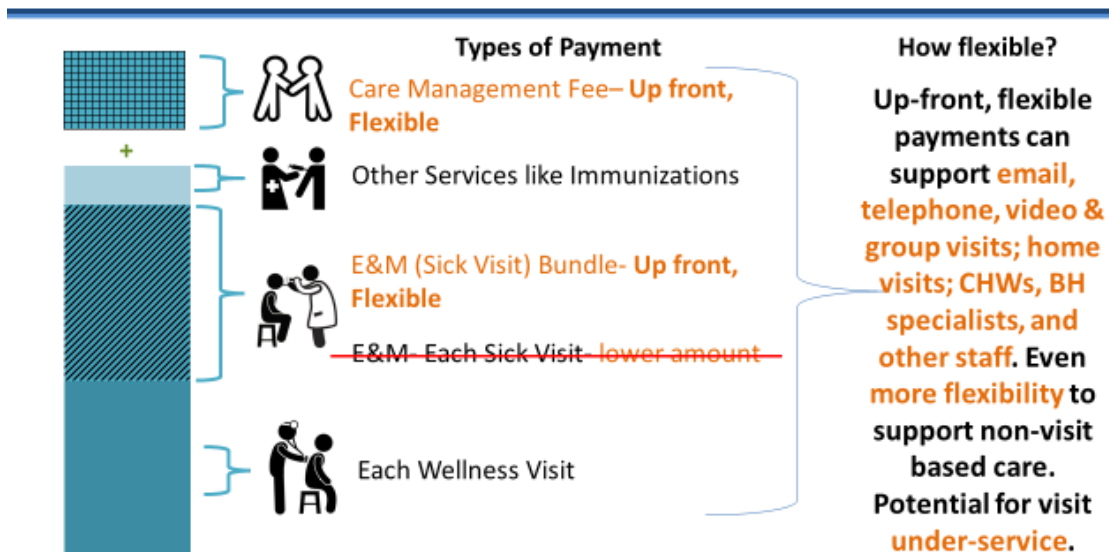 Types of Payment
Care Management Fee– Up front,
Flexible
+
Other Services like Immunizations
E&M (Sick Visit) Bundle- Up front,
Flexible
E&M- Each Sick Visit- lower amount
Each Wellness Visit
How flexible?
Up-front, flexible
payments can
support email,
telephone, video &
group visits; home
visits; CHWs, BH
specialists, and
other staff. Even
more flexibility to
support non-visit
based care.
Potential for visit
under-service.